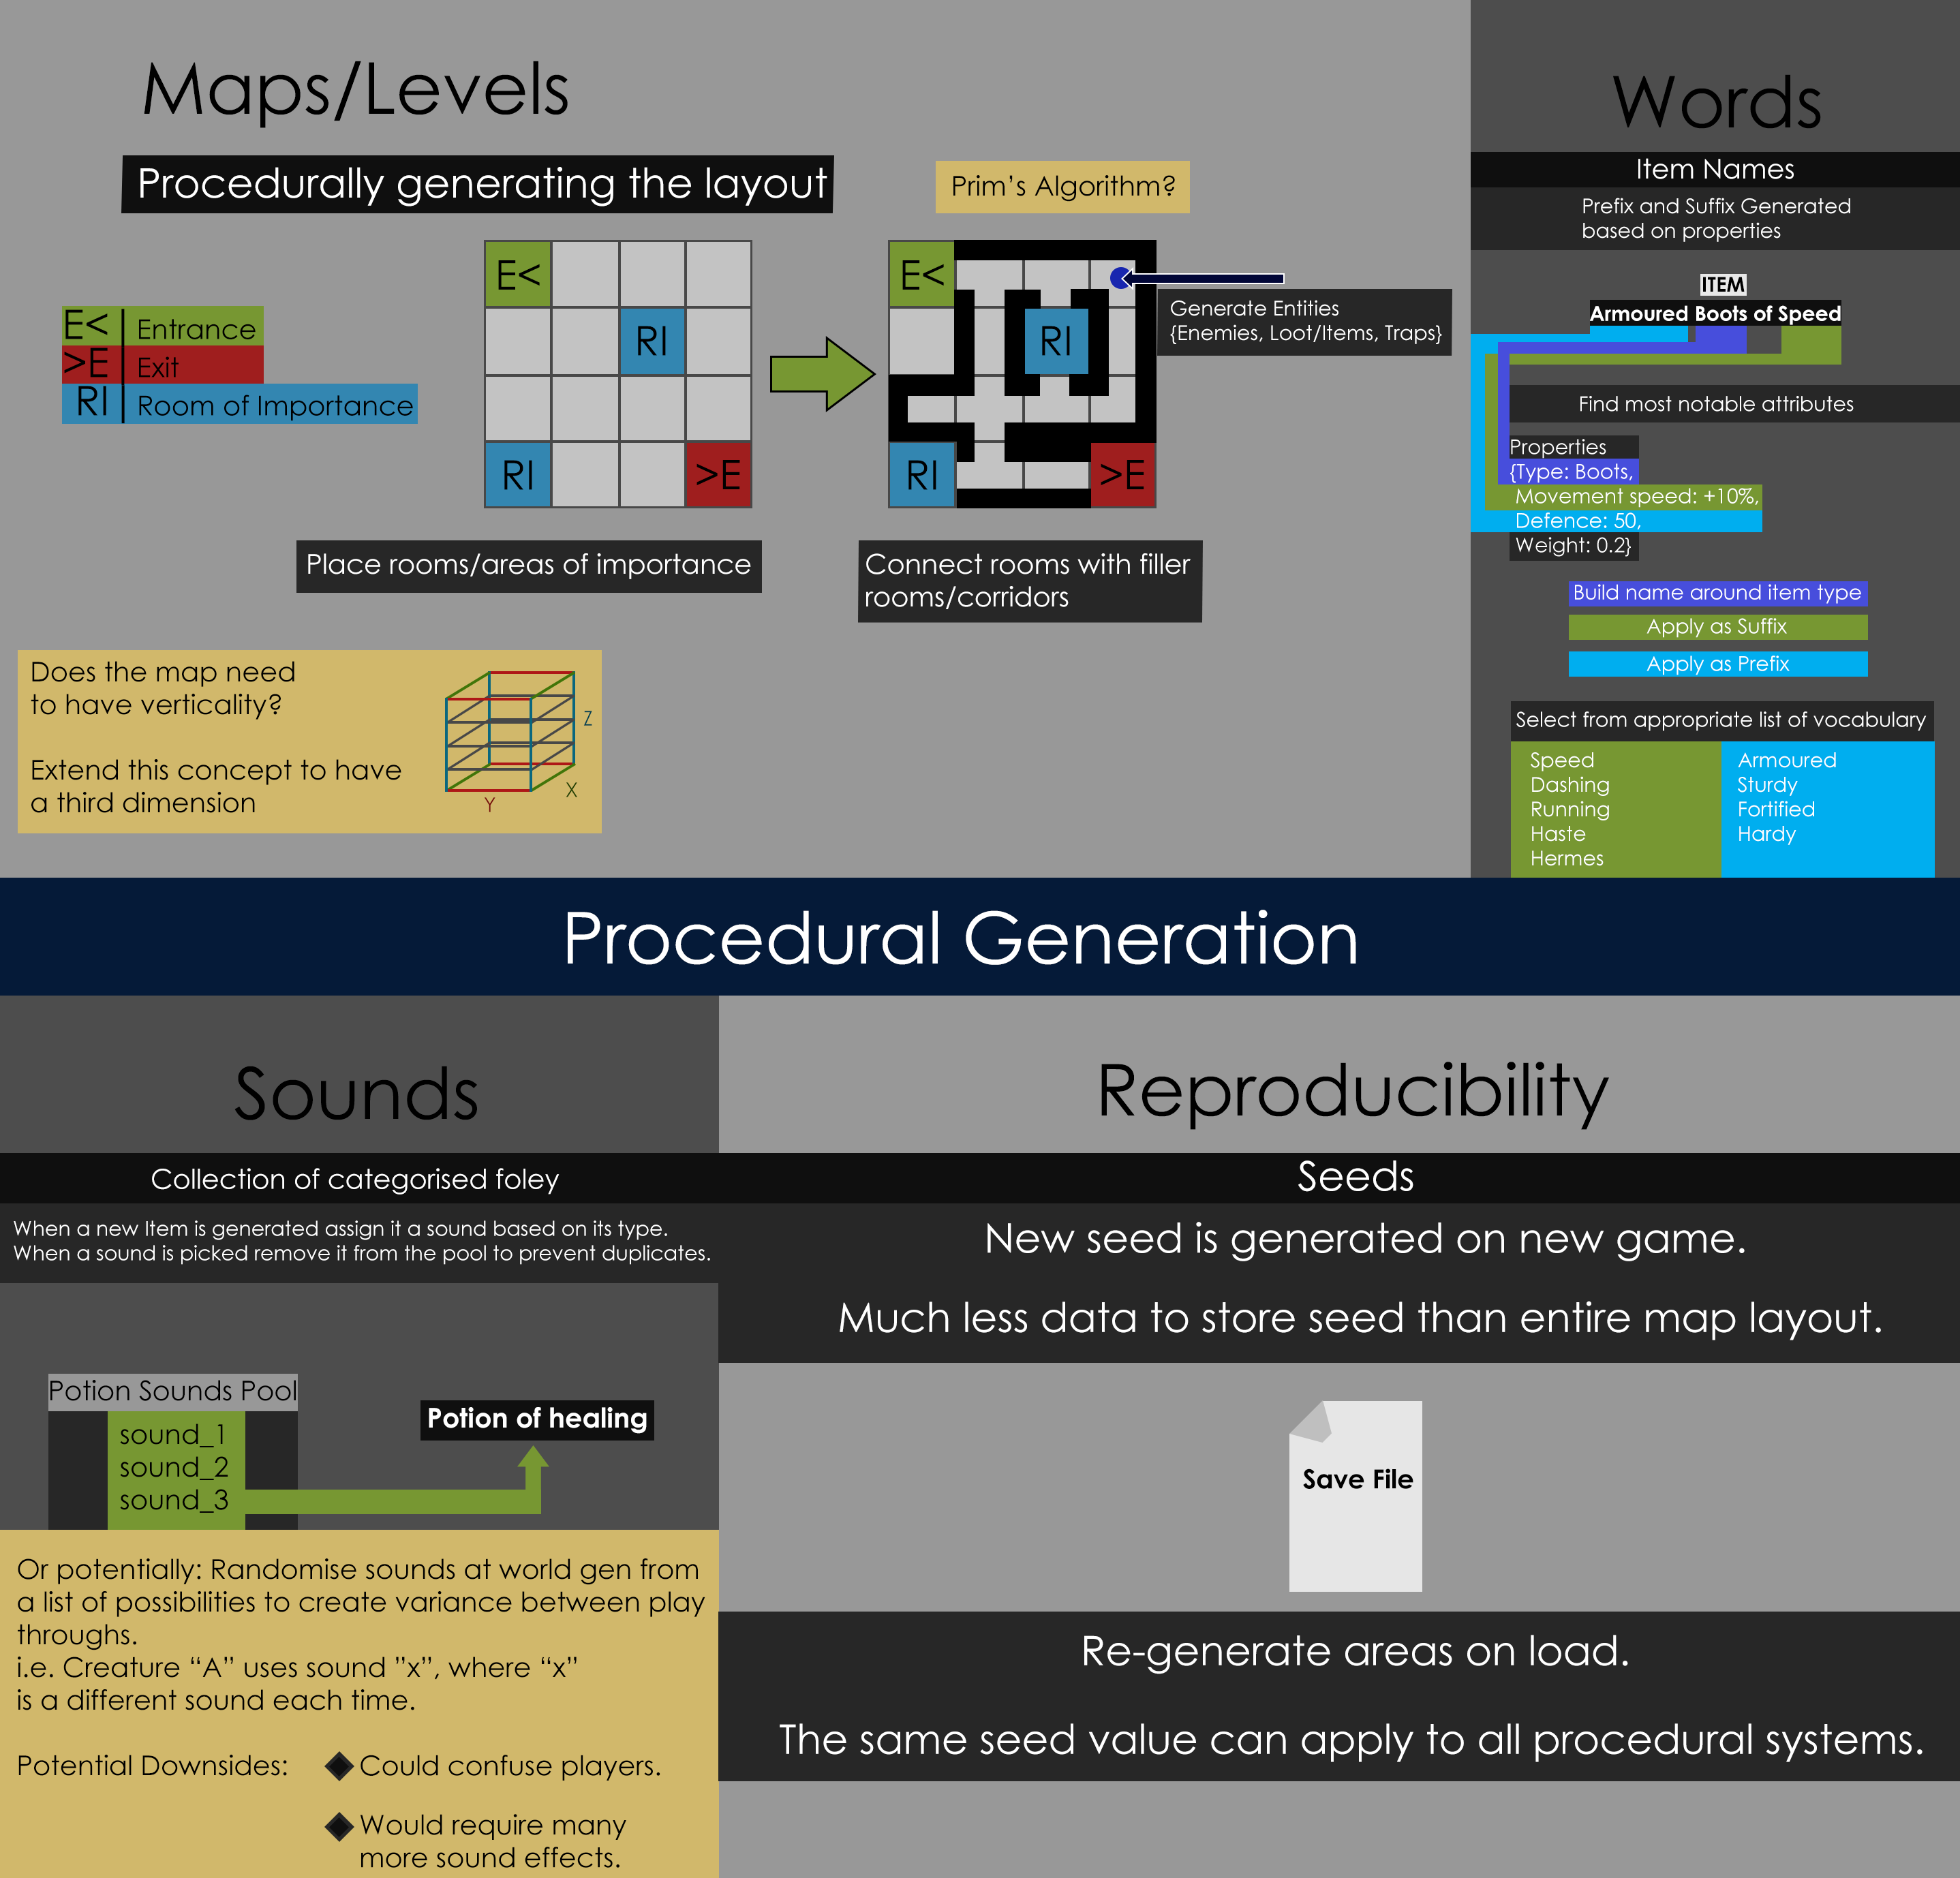 Maps/Levels
Procedurally generating the layout
Prim's Algorithm?
E< Entrance
>E Exit
RI Room of Importance
E<
RI
RI
>E
E<
RI
RI
>E
Generate Entities
{Enemies, Loot/Items, Traps}
Place rooms/areas of importance
Connect rooms with filler
rooms/corridors
Does the map need
to have verticality?
Extend this concept to have
a third dimension
Z
X
Y
Words
Item Names
Prefix and Suffix Generated
based on properties
ITEM
Armoured Boots of Speed
Find most notable attributes
Properties
{Type: Boots,
Movement speed: +10%,
Defence: 50,
Weight: 0.2}
Build name around item type
Apply as Suffix
Apply as Prefix
Select from appropriate list of vocabulary
Speed
Dashing
Running
Haste
Hermes
Armoured
Sturdy
Fortified
Hardy
Procedural Generation
Sounds
Collection of categorised foley
When a new Item is generated assign it a sound based on its type.
When a sound is picked remove it from the pool to prevent duplicates.
Potion Sounds Pool
sound_1
sound_2
sound_3
Potion of healing
Or potentially: Randomise sounds at world gen from
a list of possibilities to create variance between play
throughs.
i.e. Creature “A” uses sound ”x”, where “x”
is a different sound each time.
Potential Downsides:
Could confuse players.
Would require many
more sound effects.
Reproducibility
Seeds
New seed is generated on new game.
Much less data to store seed than entire map layout.
Save File
Re-generate areas on load.
The same seed value can apply to all procedural systems.